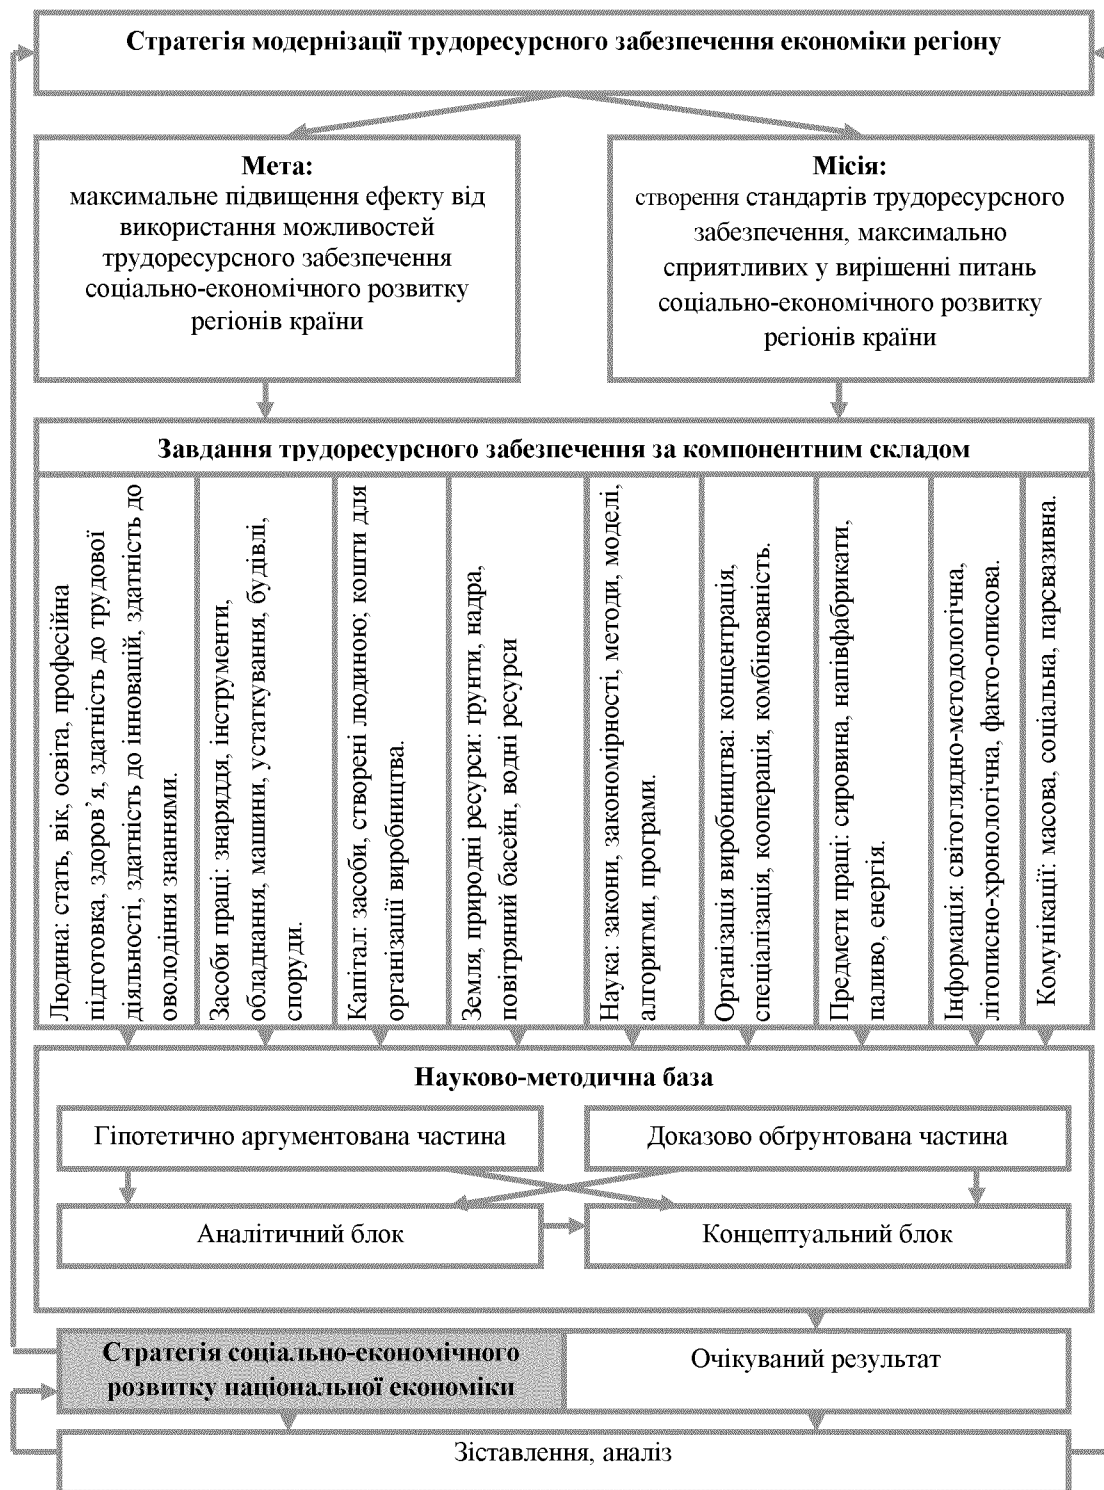 Стратегія модернізації трудоресурсного забезпечення економіки регіону
Мета:
максимальне підвищення ефекту від
використання можливостей
трудоресурсного забезпечення
соціально-економічного розвитку
регіонів країни
Місія:
створення стандартів трудоресурсного
забезпечення, максимально
сприятливих у вирішенні питань
соціально-економічного розвитку
регіонів країни
Завдання трудоресурсного забезпечення за компонентним складом
Людина: стать, вік, освіта, професійна
підготовка, здоров’я, здатність до трудової
діяльності, здатність до інновацій, здатність до
оволодіння знаннями.
Засоби праці: знаряддя, інструменти,
обладнання, машини, устаткування, будівлі,
споруди.
Капітал: засоби, створені людиною; кошти для
організації виробництва.
Земля, природні ресурси: ґрунти, надра,
повітряний басейн, водні ресурси
Наука: закони, закономірності, методи, моделі,
алгоритми, програми.
Організація виробництва: концентрація,
спеціалізація, кооперація, комбінованість.
Предмети праці: сировина, напівфабрикати,
паливо, енергія.
Інформація: світоглядно-методологічна,
літописно-хронологічна, факто-описова.
Комунікації: масова, соціальна, парсвазивна.
Науково-методична база
Гіпотетично аргументована частина
Доказово обґрунтована частина
Аналітичний блок
Концептуальний блок
Стратегія соціально-економічного
розвитку національної економіки
Очікуваний результат
Зіставлення, аналіз